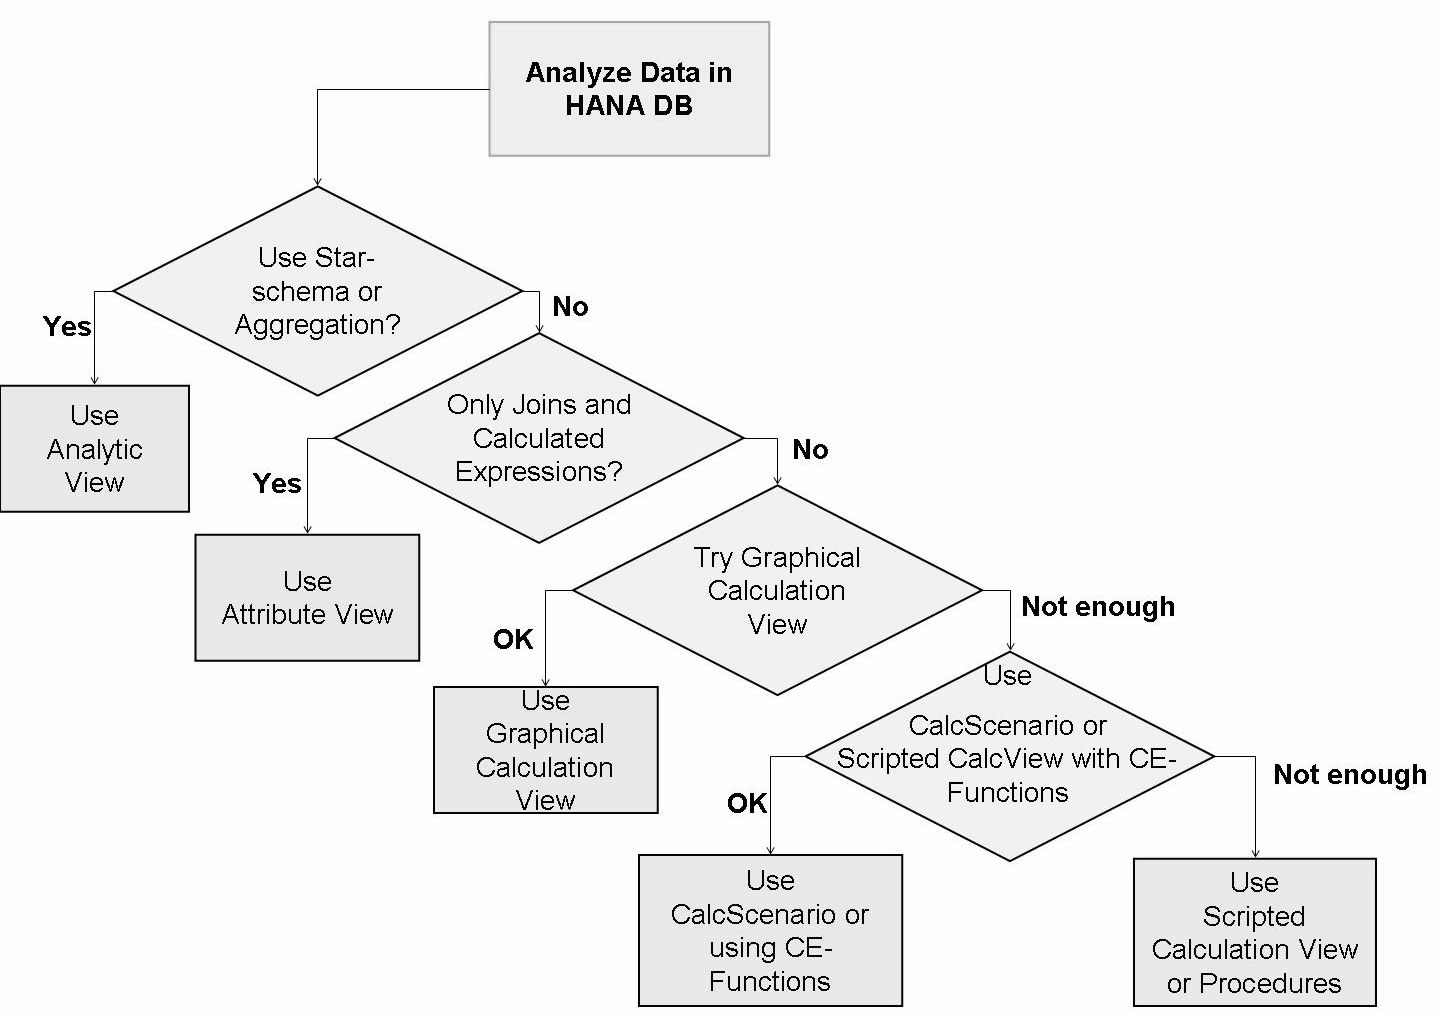 Analyze Data in
HANA DB
Use Star-
schema or
Aggregation?
Yes
No
Use
Analytic
View
Only Joins and
Calculated
Expressions?
Yes
No
Use
Attribute View
Try Graphical
Calculation
View
OK
Not enough
Use
Graphical
Calculation
View
Use
CalcScenario or
Scripted CalcView with CE-
Functions
OK
Not enough
Use
CalcScenario or
using CE-
Functions
Use
Scripted
Calculation View
or Procedures